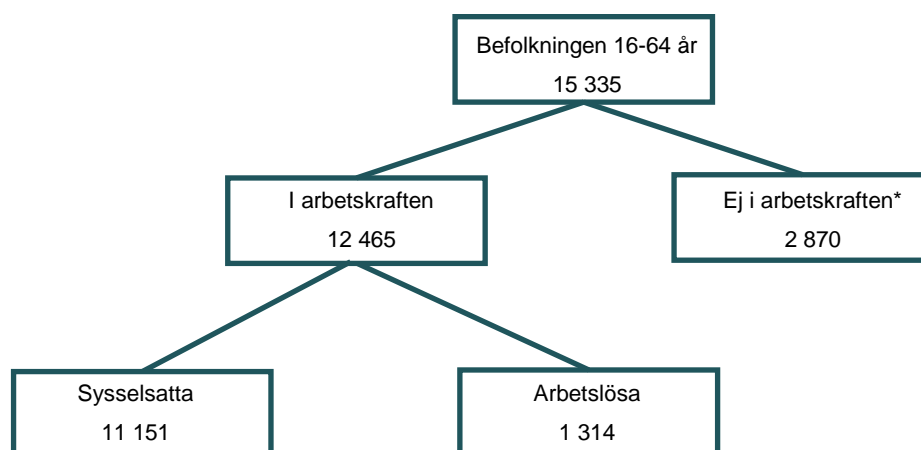 Befolkningen 16-64 år
15 335
I arbetskraften
12 465
Ej i arbetskraften*
2 870
Sysselsatta
11 151
Arbetslösa
1 314